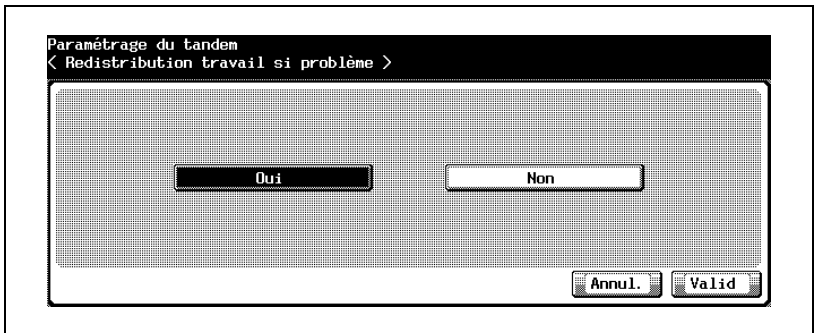 Paramétrage du tandem
< Redistribution travail si problème >
Oui Non
Annul. Valid